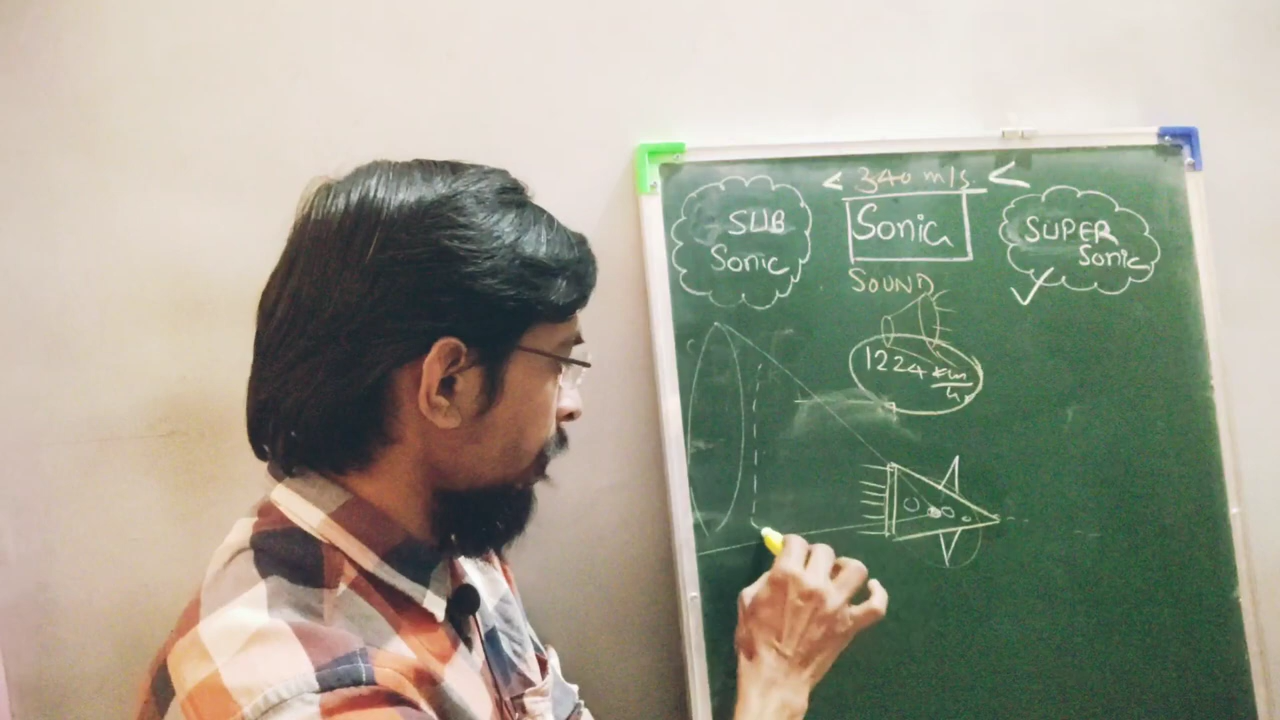 < 340 m/s. <
SUB
Sonic
Sonic
SUPER
Sonic
SOUND
1224 Km/h